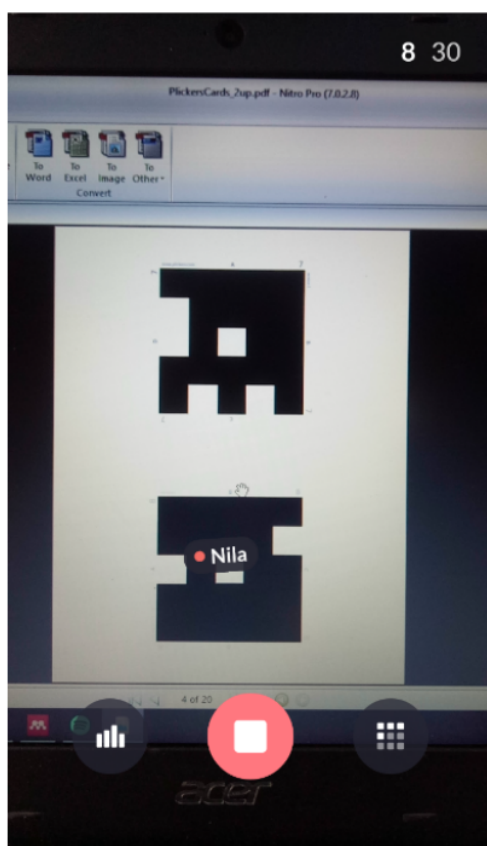 8 30
PlickersCards_2up.pdf - Nitro Pro (7.0.2.8)
To Word
To Excel
To Image
To Other
Convert
Nila
4 of 20
acer